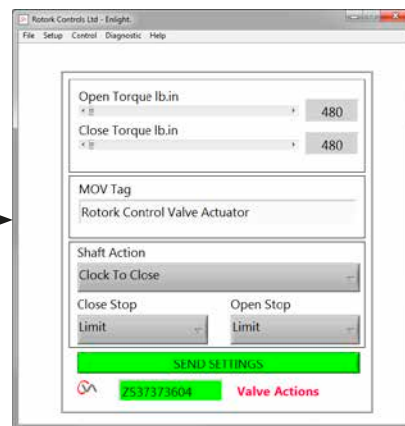 Rotork Controls Ltd - Enlight.
File Setup Control Diagnostic Help
Open Torque lb.in
480
Close Torque lb.in
480
MOV Tag
Rotork Control Valve Actuator
Shaft Action
Clock To Close
Close Stop Open Stop
Limit Limit
SEND SETTINGS
ZS37373604 Valve Actions